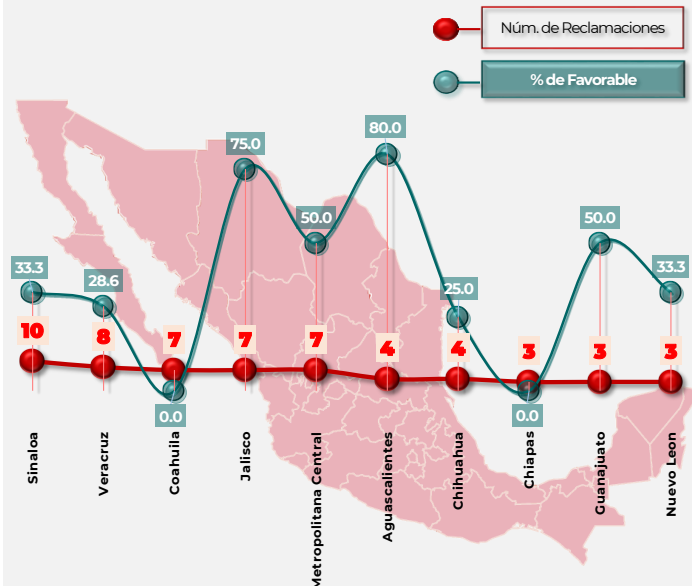 Núm. de Reclamaciones
% de Favorable
80.0
75.0
50.0
50.0
33.3
28.6
25.0
33.3
10
8
7
7
7
4
4
3
3
3
0.0
0.0
Sinaloa
Veracruz
Coahuila
Jalisco
Metropolitana Central
Aguascalientes
Chihuahua
Chiapas
Guanajuato
Nuevo Leon